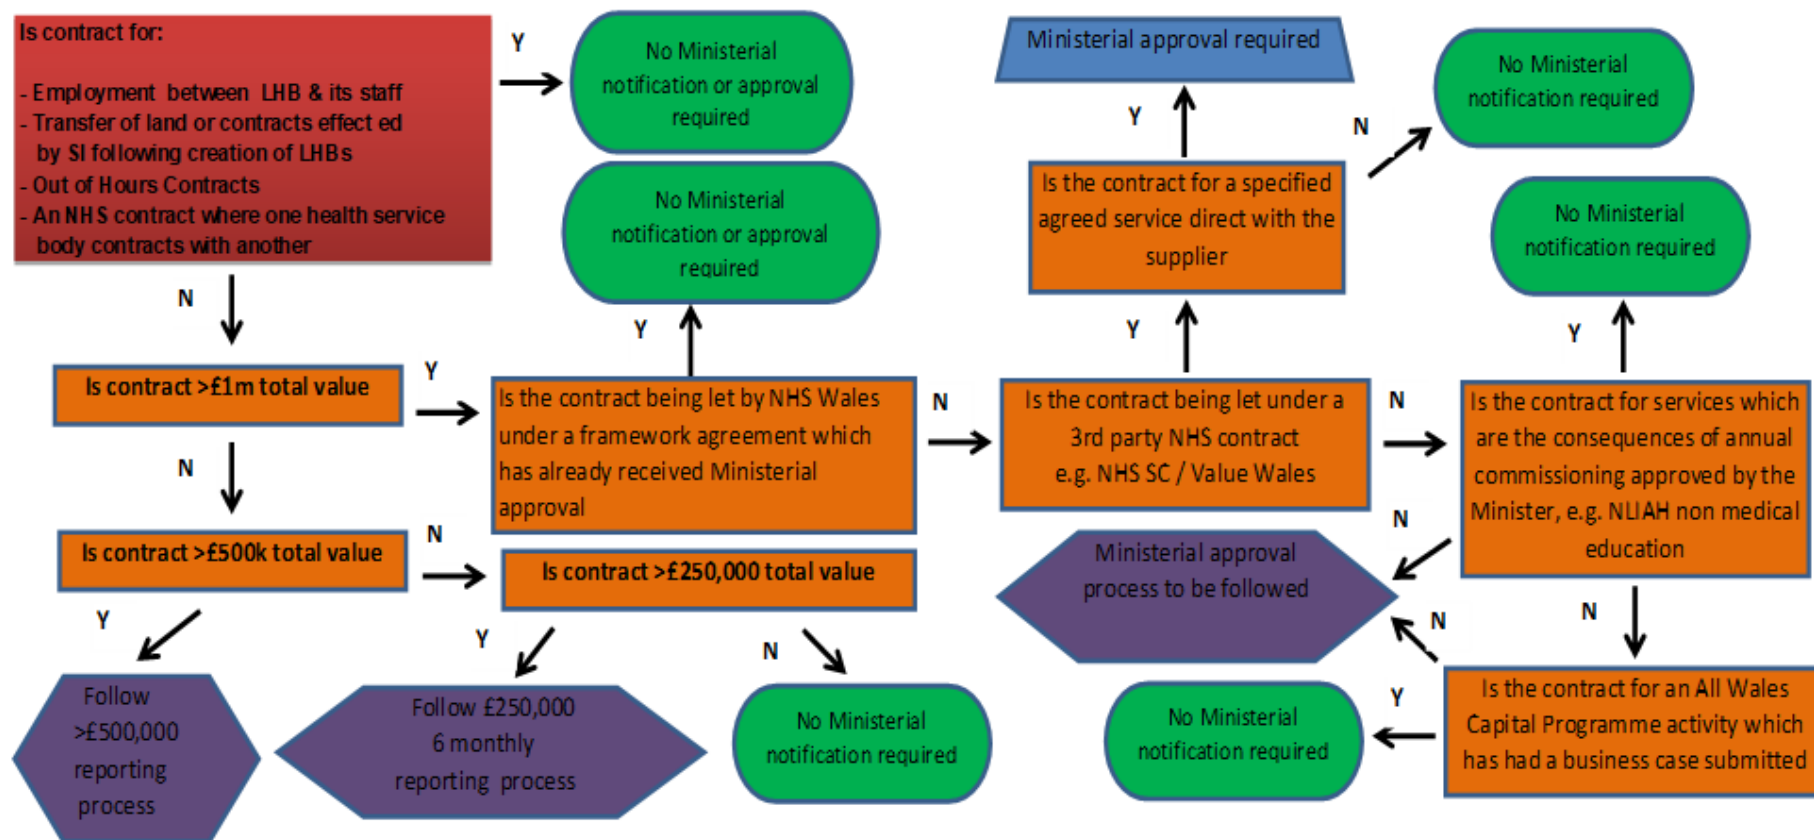 Is contract for:
- Employment between LHB & its staff
- Transfer of land or contracts effect ed
by SI following creation of LHBs
- Out of Hours Contracts
- An NHS contract where one health service
body contracts with another
Y
No Ministerial
notification or approval
required
N
Is contract >£1m total value
Y
Is the contract being let by NHS Wales
under a framework agreement which
has already received Ministerial
approval
Y
No Ministerial
notification or approval
required
N
Is the contract being let under a
3rd party NHS contract
e.g. NHS SC / Value Wales
Y
Is the contract for a specified
agreed service direct with the
supplier
Y
Ministerial approval required
N
No Ministerial
notification required
N
Is the contract for services which
are the consequences of annual
commissioning approved by the
Minister, e.g. NLIAH non medical
education
Y
No Ministerial
notification required
N
Ministerial approval
process to be followed
N
Is the contract for an All Wales
Capital Programme activity which
has had a business case submitted
N
Y
No Ministerial
notification required
N
Is contract >£500k total value
Y
Follow
>£500,000
reporting
process
N
Is contract >£250,000 total value
Y
Follow £250,000
6 monthly
reporting process
N
No Ministerial
notification required